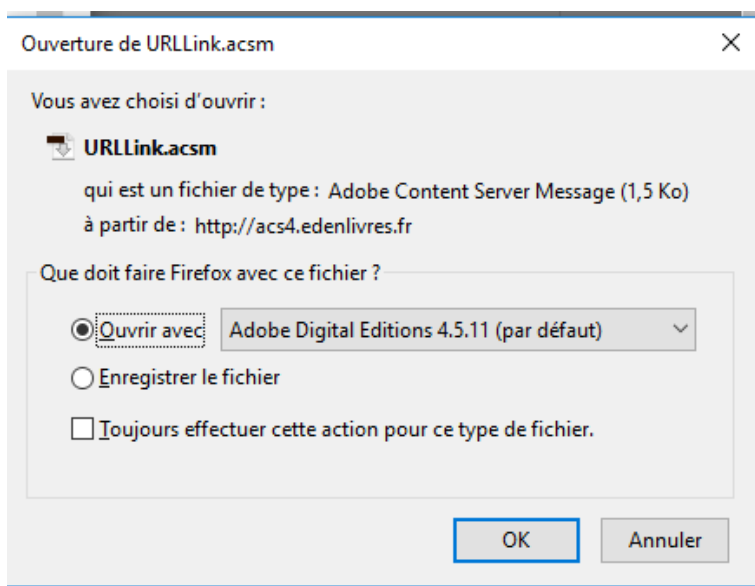 Ouverture de URLLink.acsm
Vous avez choisi d'ouvrir :
URLLink.acsm
qui est un fichier de type : Adobe Content Server Message (1,5 Ko)
à partir de : http://acs4.edenlivres.fr
Que doit faire Firefox avec ce fichier ?
Ouvrir avec Adobe Digital Editions 4.5.11 (par défaut)
Enregistrer le fichier
Toujours effectuer cette action pour ce type de fichier.
OK Annuler